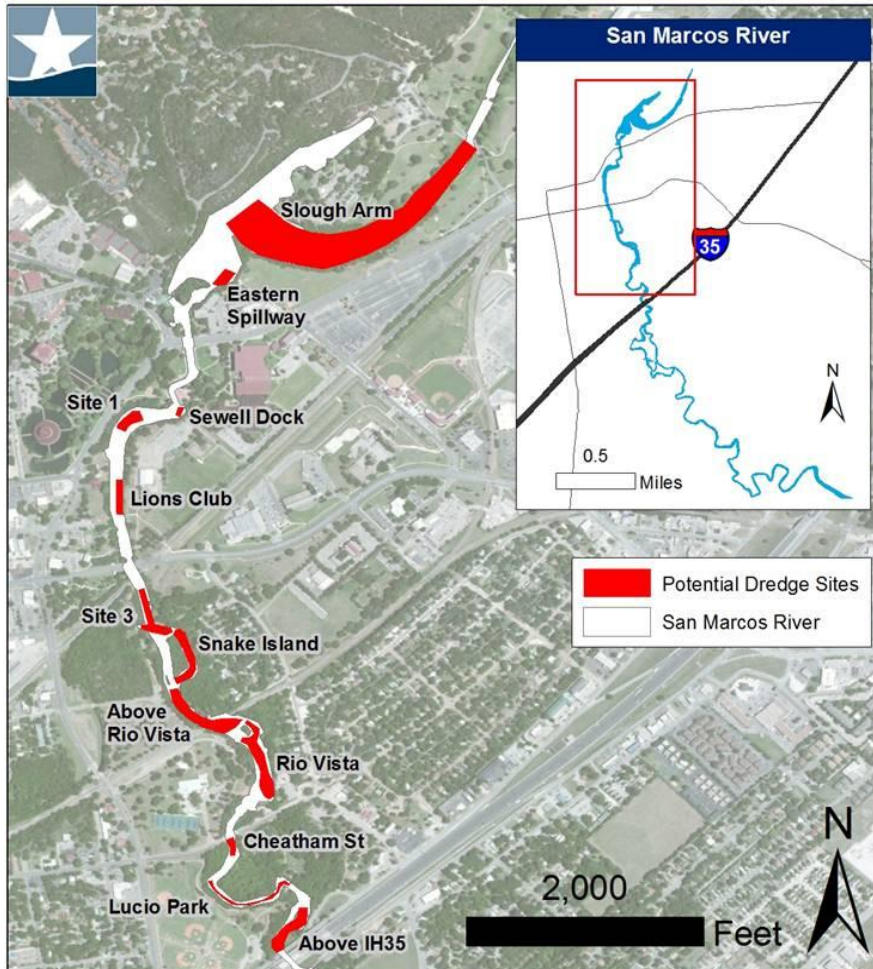 San Marcos River
35
N
0.5
Miles
Slough Arm
Eastern
Spillway
Site 1
Sewell Dock
Lions Club
Potential Dredge Sites
San Marcos River
Site 3
Snake Island
Above
Rio Vista
Rio Vista
Cheatham St
Lucio Park
Above IH35
N
2,000
Feet